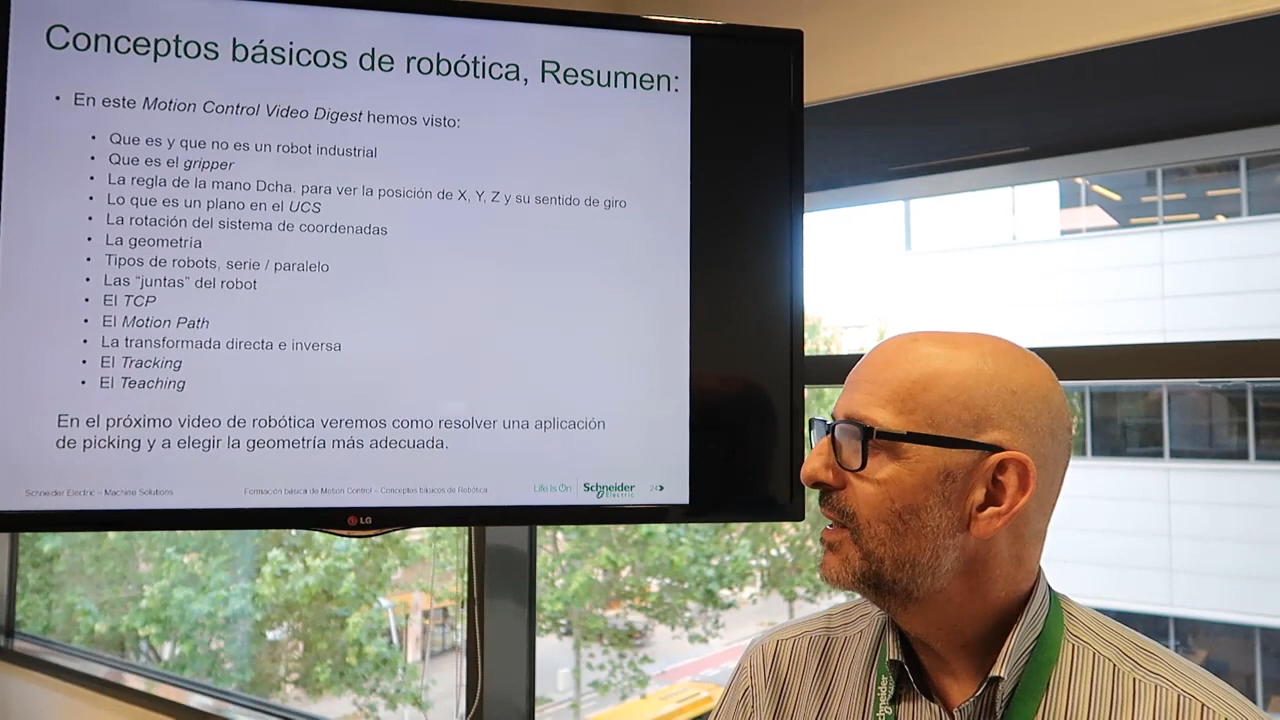 Conceptos básicos de robótica, Resumen:
• En este Motion Control Video Digest hemos visto:
• Que es y que no es un robot industrial
• Que es el gripper
• La regla de la mano Dcha. para ver la posición de X, Y, Z y su sentido de giro
• Lo que es un plano en el UCS
• La rotación del sistema de coordenadas
• La geometría
• Tipos de robots, serie / paralelo
• Las “juntas” del robot
• El TCP
• El Motion Path
• La transformada directa e inversa
• El Tracking
• El Teaching
En el próximo video de robótica veremos como resolver una aplicación
de picking y a elegir la geometría más adecuada.
Schneider Electric – Machine Solutions
Formación básica de Motion Control – Conceptos básicos de Robótica
Life Is On
Schneider
Electric
24
LG
Schneider